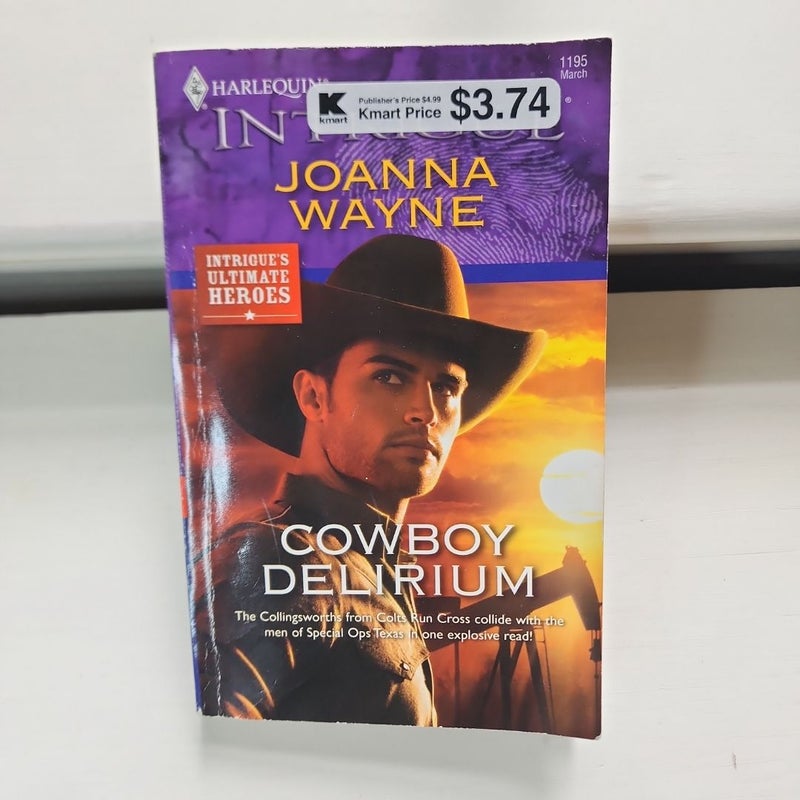 1195
March
HARLEQUIN®
K
kmart
Publisher's Price $4.99
Kmart Price $3.74
INTRIGUE®
JOANNA
WAYNE
INTRIGUE'S
ULTIMATE
HEROES
COWBOY
DELIRIUM
The Collingsworths from Colts Run Cross collide with the
men of Special Ops Texas in one explosive read!